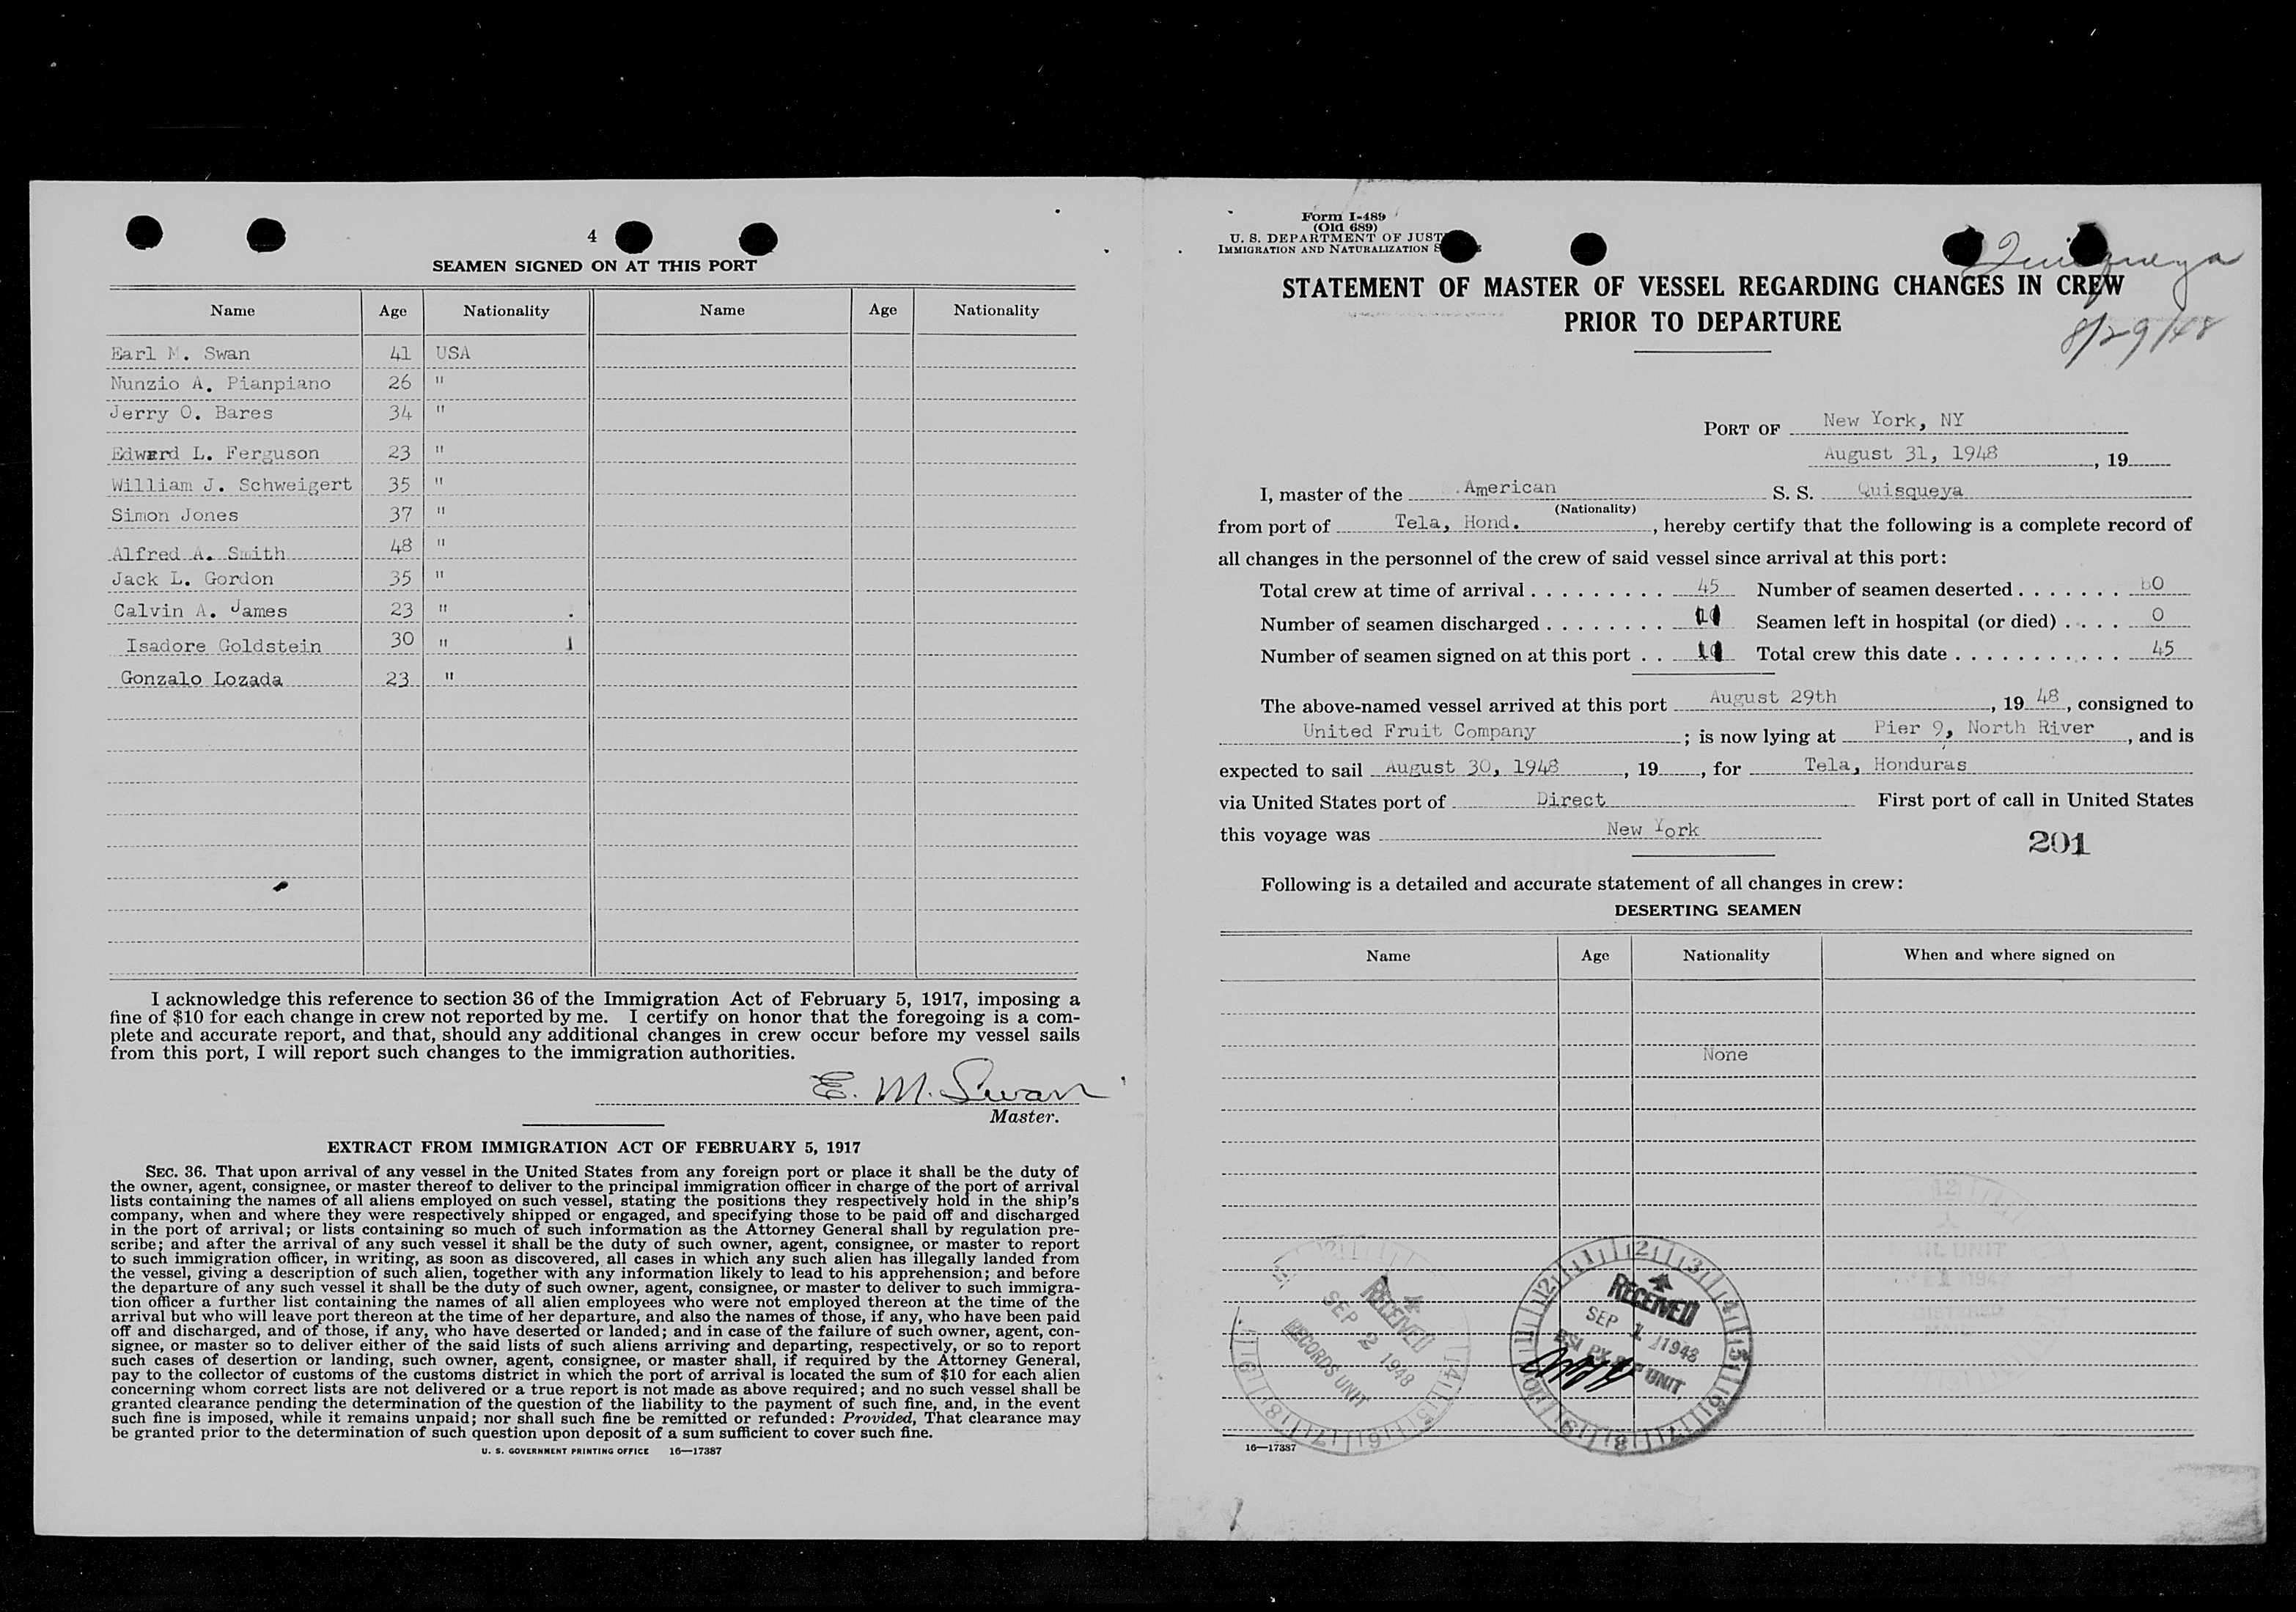 4
SEAMEN SIGNED ON AT THIS PORT
Name Age Nationality Name Age Nationality
Earl M. Swan 41 USA
Nunzio A. Pianpiano 26 "
Jerry O. Bares 34 "
Edward L. Ferguson 23 "
William J. Schweigert 35 "
Simon Jones 37 "
Alfred A. Smith 48 "
Jack L. Gordon 35 "
Calvin A. James 23 "
Isadore Goldstein 30 "
Gonzalo Lozada 23 "
I acknowledge this reference to section 36 of the Immigration Act of February 5, 1917, imposing a
fine of $10 for each change in crew not reported by me. I certify on honor that the foregoing is a com-
plete and accurate report, and that, should any additional changes in crew occur before my vessel sails
from this port, I will report such changes to the immigration authorities.
E. M. Swan
Master.
EXTRACT FROM IMMIGRATION ACT OF FEBRUARY 5, 1917
SEC. 36. That upon arrival of any vessel in the United States from any foreign port or place it shall be the duty of
the owner, agent, consignee, or master thereof to deliver to the principal immigration officer in charge of the port of arrival
lists containing the names of all aliens employed on such vessel, stating the positions they respectively hold in the ship's
company, when and where they were respectively shipped or engaged, and specifying those to be paid off and discharged
in the port of arrival; or lists containing so much of such information as the Attorney General shall by regulation pre-
scribe; and after the arrival of any such vessel it shall be the duty of such owner, agent, consignee, or master to report
to such immigration officer, in writing, as soon as discovered, all cases in which any such alien has illegally landed from
the vessel, giving a description of such alien, together with any information likely to lead to his apprehension; and before
the departure of any such vessel it shall be the duty of such owner, agent, consignee, or master to deliver to such immigra-
tion officer a further list containing the names of all alien employees who were not employed thereon at the time of the
arrival but who will leave port thereon at the time of her departure, and also the names of those, if any, who have been paid
off and discharged, and of those, if any, who have deserted or landed; and in case of the failure of such owner, agent, con-
signee, or master so to deliver either of the said lists of such aliens arriving and departing, respectively, or so to report
such cases of desertion or landing, such owner, agent, consignee, or master shall, if required by the Attorney General,
pay to the collector of customs of the customs district in which the port of arrival is located the sum of $10 for each alien
concerning whom correct lists are not delivered or a true report is not made as above required; and no such vessel shall be
granted clearance pending the determination of the question of the liability to the payment of such fine, and, in the event
such fine is imposed, while it remains unpaid; nor shall such fine be remitted or refunded: Provided, That clearance may
be granted prior to the determination of such question upon deposit of a sum sufficient to cover such fine.
U. S. GOVERNMENT PRINTING OFFICE 16—17387
Form I-489
(Old 689)
U. S. DEPARTMENT OF JUST
IMMIGRATION AND NATURALIZATION S
Quisqueya
STATEMENT OF MASTER OF VESSEL REGARDING CHANGES IN CREW
PRIOR TO DEPARTURE
8/29/48
PORT OF New York, NY
August 31, 1948, 19
I, master of the American S. S. Quisqueya
(Nationality)
from port of Tela, Hond., hereby certify that the following is a complete record of
all changes in the personnel of the crew of said vessel since arrival at this port:
Total crew at time of arrival 45 Number of seamen deserted 0
Number of seamen discharged Seamen left in hospital (or died) 0
Number of seamen signed on at this port Total crew this date 45
The above-named vessel arrived at this port August 29th, 19 48, consigned to
United Fruit Company; is now lying at Pier 9, North River, and is
expected to sail August 30, 1948, 19, for Tela, Honduras
via United States port of Direct First port of call in United States
this voyage was New York
201
Following is a detailed and accurate statement of all changes in crew:
DESERTING SEAMEN
Name Age Nationality When and where signed on
None
RECEIVED
SEP 2 1948
RECORDS UNIT
RECEIVED
SEP 1 1948
UNIT
16—17387